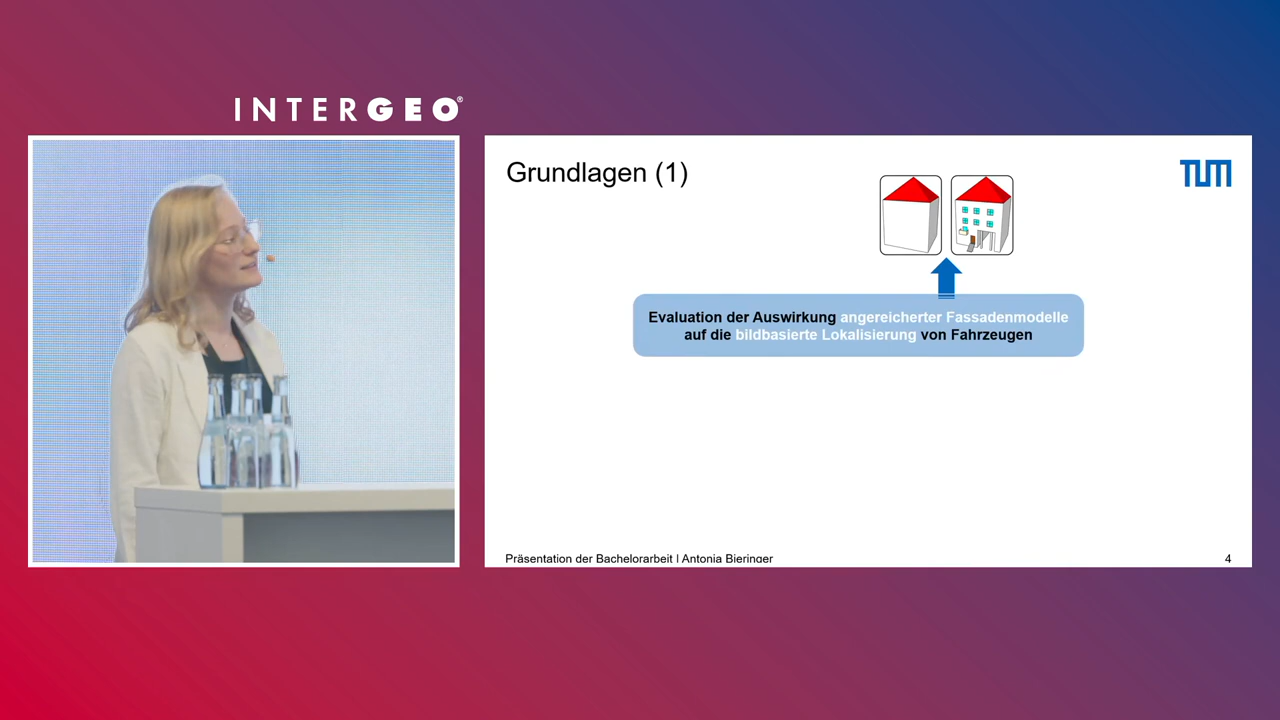 INTERGEO®
Grundlagen (1)
TUM
Evaluation der Auswirkung angereicherter Fassadenmodelle
auf die bildbasierte Lokalisierung von Fahrzeugen
Präsentation der Bachelorarbeit | Antonia Bieringer
4